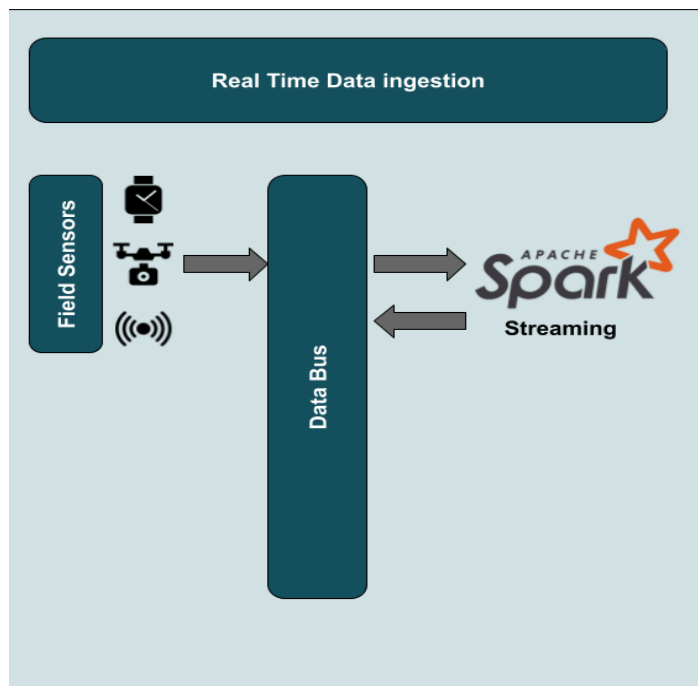 Real Time Data ingestion
Field Sensors
Data Bus
APACHE
Spark
Streaming